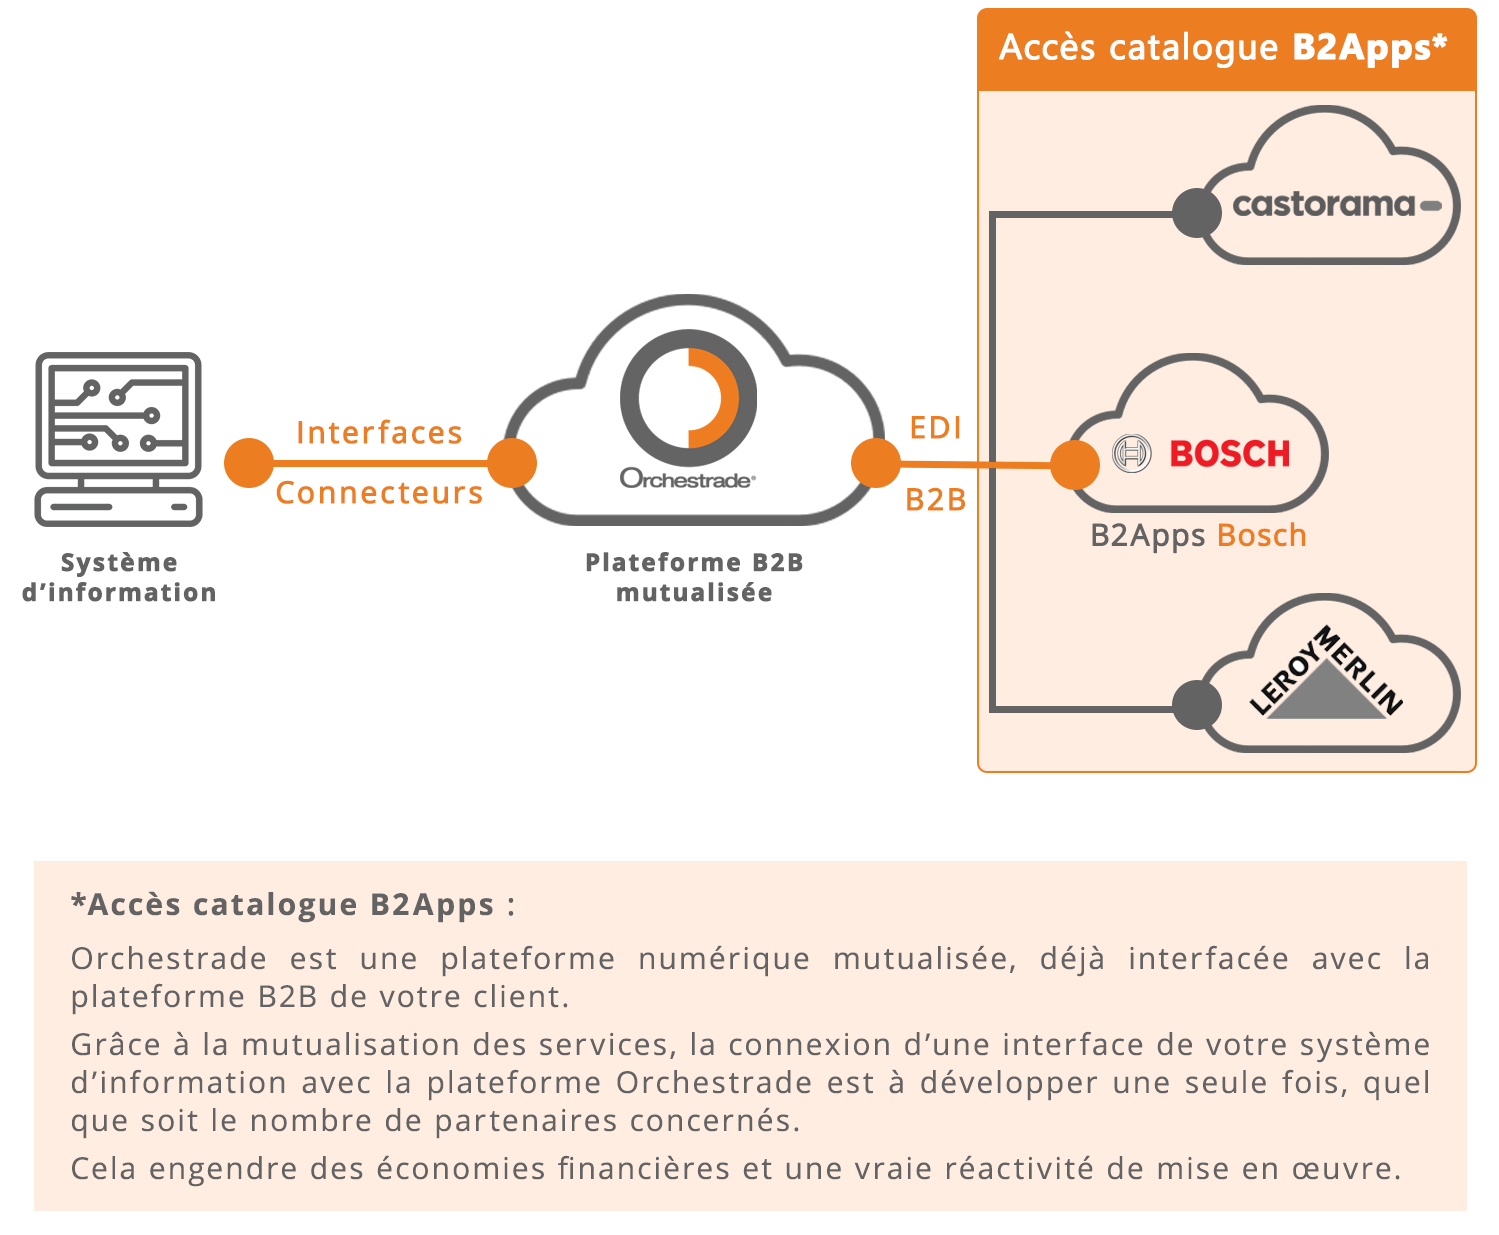 Accès catalogue B2Apps*
castorama
Interfaces
Connecteurs
Orchestrade®
EDI
B2B
BOSCH
B2Apps Bosch
Système
d’information
Plateforme B2B
mutualisée
LEROY MERLIN
*Accès catalogue B2Apps :
Orchestrade est une plateforme numérique mutualisée, déjà interfacée avec la
plateforme B2B de votre client.
Grâce à la mutualisation des services, la connexion d’une interface de votre système
d’information avec la plateforme Orchestrade est à développer une seule fois, quel
que soit le nombre de partenaires concernés.
Cela engendre des économies financières et une vraie réactivité de mise en œuvre.